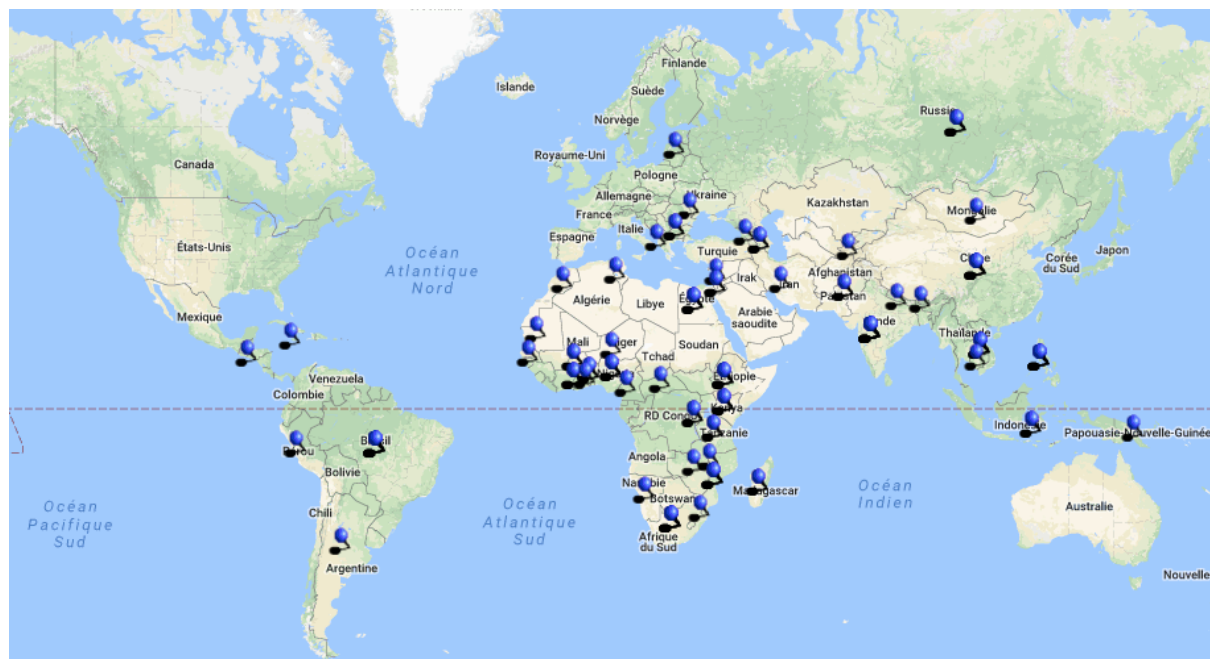 Finlande
Islande
Suède
Norvège
Russie
Royaume-Uni
Canada
Pologne
Allemagne
Ukraine
Kazakhstan
France
Mongolie
Italie
Espagne
États-Unis
Océan
Atlantique
Nord
Turquie
Chine
Corée
du Sud
Japon
Irak
Iran
Afghanistan
Pakistan
Algérie
Libye
Égypte
Arabie
saoudite
Mexique
Inde
Thaïlande
Mali
Niger
Tchad
Soudan
Venezuela
Colombie
Éthiopie
Kenya
RD Congo
Tanzanie
Indonésie
Papouasie-Nouvelle-Guinée
Pérou
Brésil
Angola
Bolivie
Namibie
Botswana
Madagascar
Océan
Indien
Océan
Pacifique
Sud
Océan
Atlantique
Sud
Chili
Australie
Afrique
du Sud
Argentine
Nouvelle